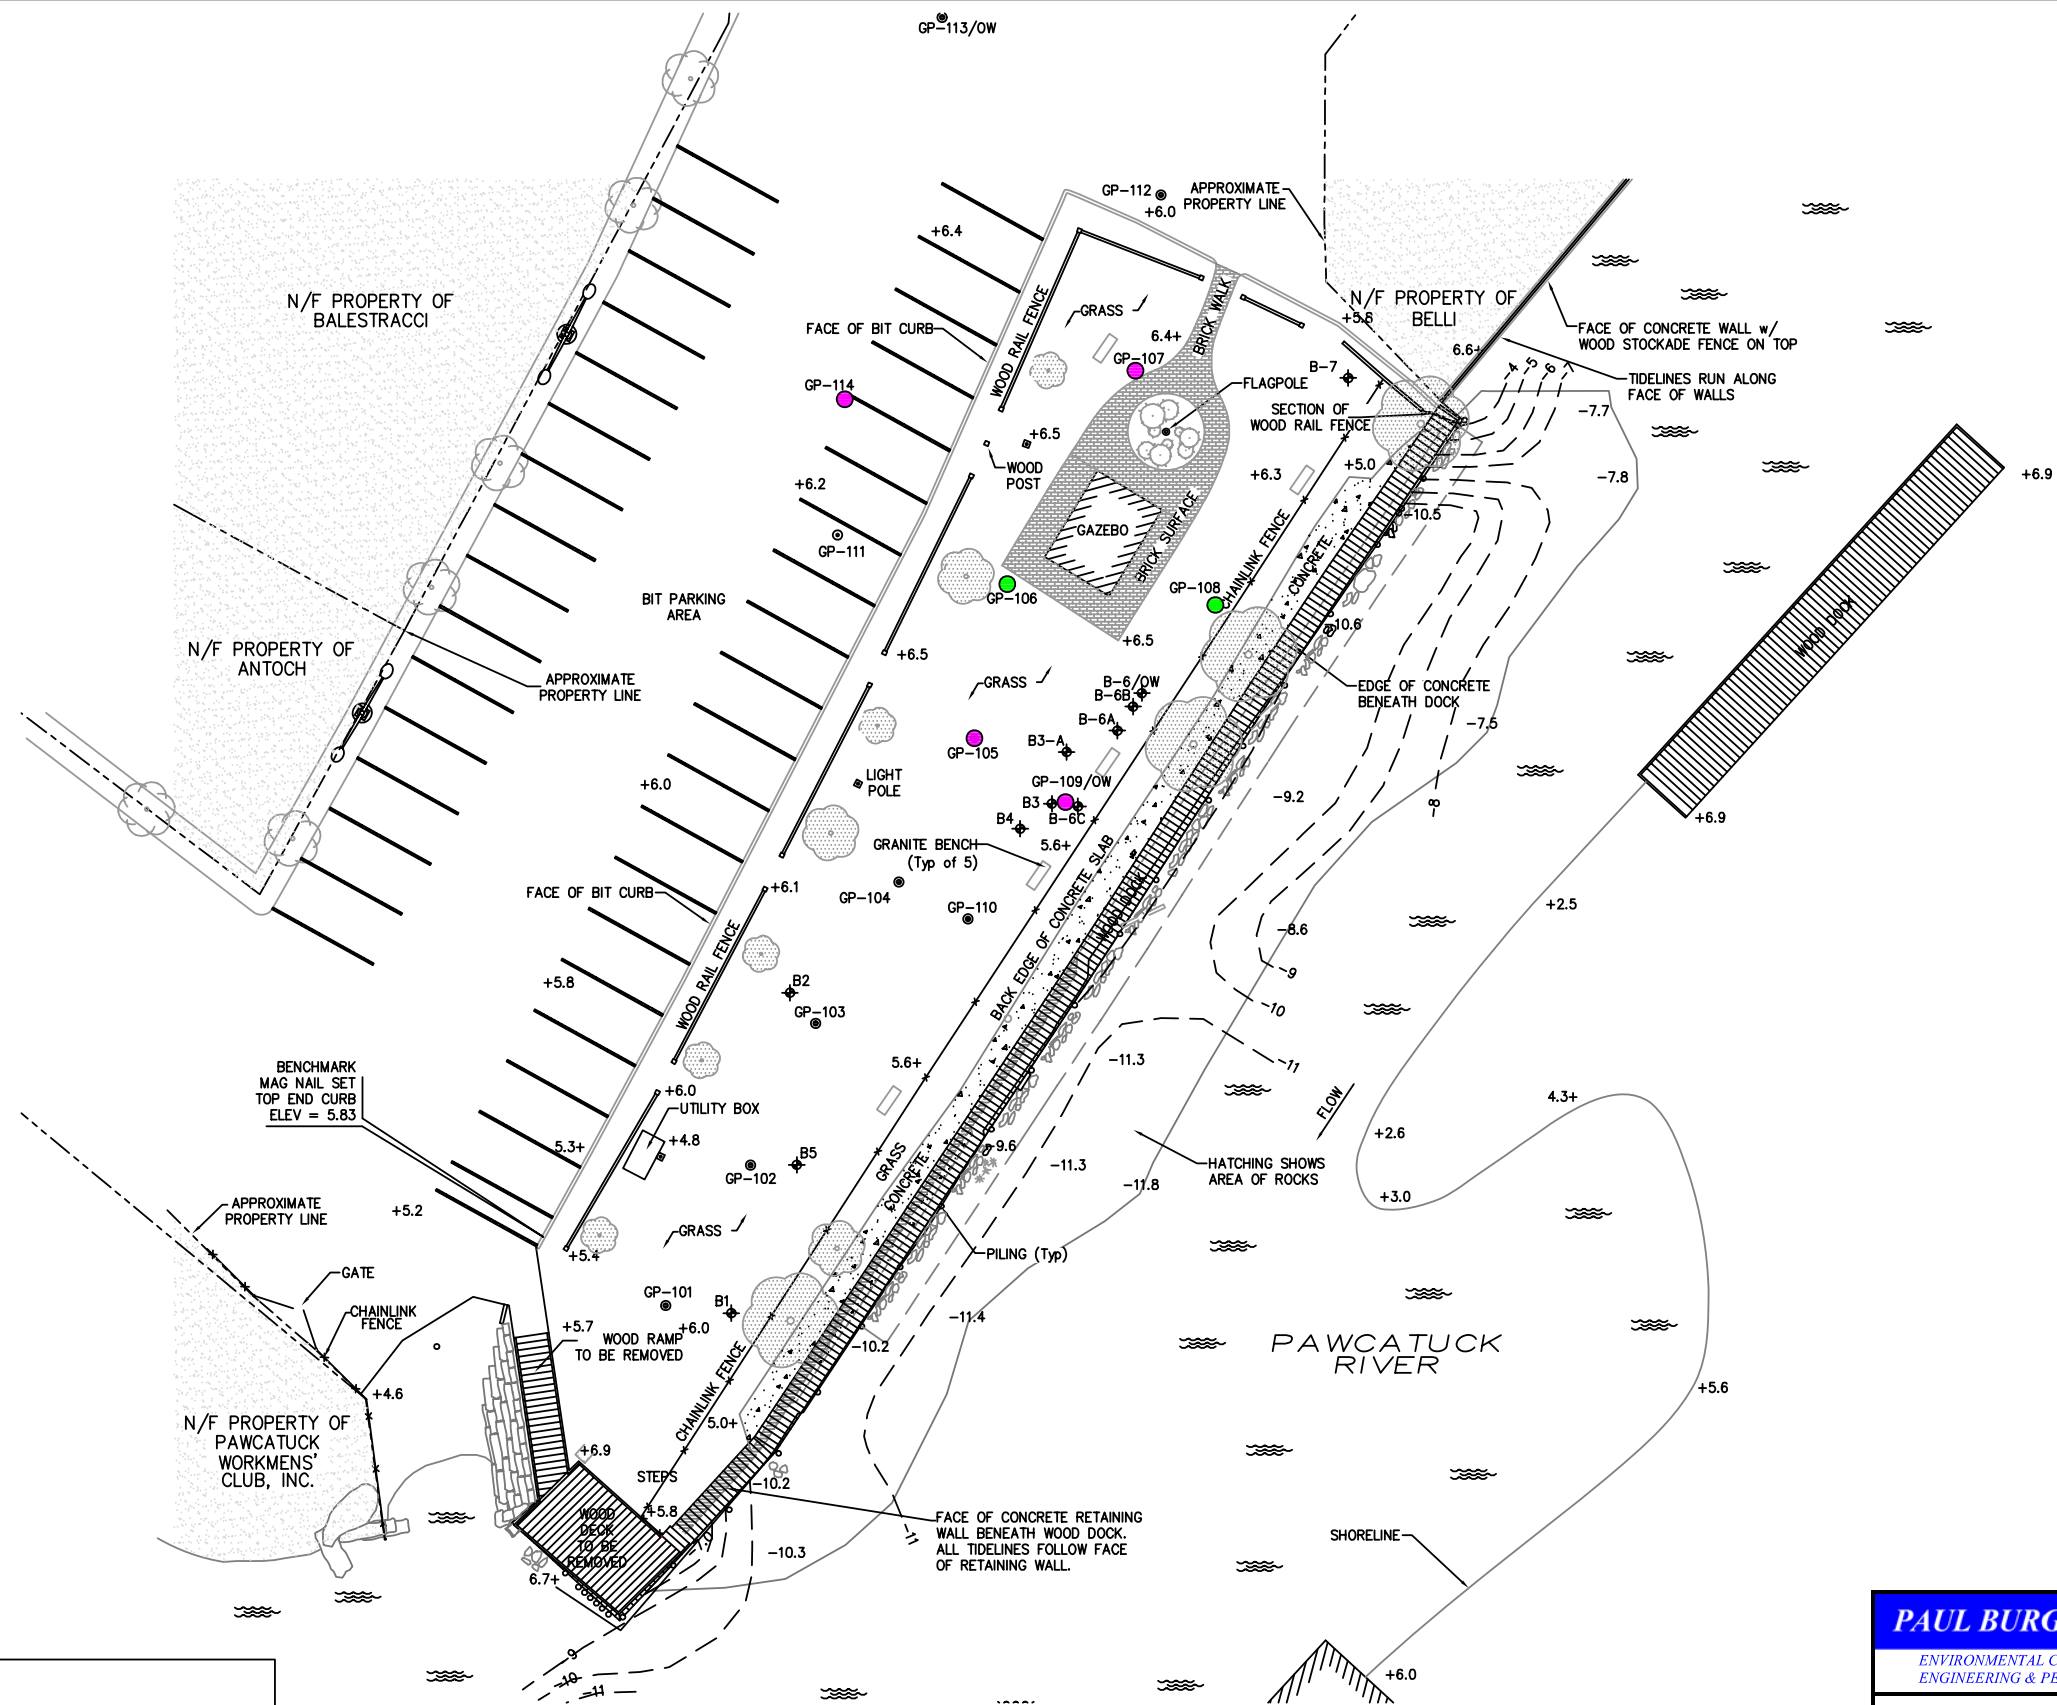 GP-113/OW
GP-112
+6.0
APPROXIMATE
PROPERTY LINE
+6.4
N/F PROPERTY OF
BALESTRACCI
N/F PROPERTY OF
BELLI
+5.8
6.6+
FACE OF CONCRETE WALL w/
WOOD STOCKADE FENCE ON TOP
TIDELINES RUN ALONG
FACE OF WALLS
-4
-5
-6
-7
-7.7
-7.8
FACE OF BIT CURB
WOOD RAIL FENCE
GRASS
6.4+
BRICK WALK
GP-107
GP-114
B-7
FLAGPOLE
SECTION OF
WOOD RAIL FENCE
+6.5
WOOD
POST
+6.2
+6.3
+5.0
+6.9
-10.5
GAZEBO
BRICK SURFACE
CHAINLINK FENCE
CONCRETE
GP-111
GP-106
GP-108
BIT PARKING
AREA
-10.6
+6.5
+6.5
WOOD DOCK
N/F PROPERTY OF
ANTOCH
APPROXIMATE
PROPERTY LINE
GRASS
B-6/OW
B-6B
B-6A
B3-A
EDGE OF CONCRETE
BENEATH DOCK
-7.5
GP-105
+6.0
LIGHT
POLE
GP-109/OW
B3
B-6C
B4
5.6+
-9.2
-8
+6.9
GRANITE BENCH
(Typ of 5)
FACE OF BIT CURB
+6.1
GP-104
GP-110
+2.5
-8.6
-9
-10
-11
WOOD DOCK
BACK EDGE OF CONCRETE SLAB
WOOD RAIL FENCE
+5.8
B2
GP-103
5.6+
-11.3
BENCHMARK
MAG NAIL SET
TOP END CURB
ELEV = 5.83
+6.0
UTILITY BOX
+4.8
5.3+
B5
GP-102
GRASS
CONCRETE
-9.6
-11.3
-11.8
HATCHING SHOWS
AREA OF ROCKS
FLOW
4.3+
+2.6
+3.0
APPROXIMATE
PROPERTY LINE
+5.2
GRASS
+5.4
PILING (Typ)
GATE
CHAINLINK
FENCE
GP-101
B1
+6.0
+5.7
WOOD RAMP
TO BE REMOVED
-11.4
-10.2
PAWCATUCK
RIVER
+5.6
+4.6
CHAINLINK FENCE
5.0+
N/F PROPERTY OF
PAWCATUCK
WORKMENS'
CLUB, INC.
+6.9
STEPS
-10.2
+5.8
WOOD
DECK
TO BE
REMOVED
FACE OF CONCRETE RETAINING
WALL BENEATH WOOD DOCK.
ALL TIDELINES FOLLOW FACE
OF RETAINING WALL.
-11
-10.3
6.7+
SHORELINE
-9
-10
-11
+6.0
PAUL BURG
ENVIRONMENTAL C
ENGINEERING & PE